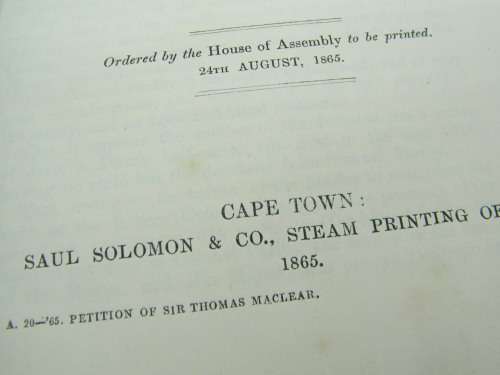 Ordered by the House of Assembly to be printed.
24TH AUGUST, 1865.
CAPE TOWN:
SAUL SOLOMON & CO., STEAM PRINTING OF
1865.
A. 20—'65. PETITION OF SIR THOMAS MACLEAR.